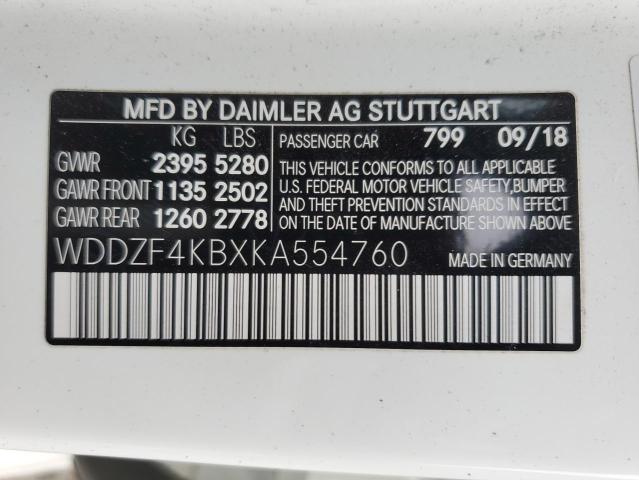 MFD BY DAIMLER AG STUTTGART
KG LBS
GVWR 2395 5280
GAWR FRONT 1135 2502
GAWR REAR 1260 2778
PASSENGER CAR 799 09/18
THIS VEHICLE CONFORMS TO ALL APPLICABLE
U.S. FEDERAL MOTOR VEHICLE SAFETY,BUMPER
AND THEFT PREVENTION STANDARDS IN EFFECT
ON THE DATE OF MANUFACTURE SHOWN ABOVE.
WDDZF4KBXKA554760 MADE IN GERMANY